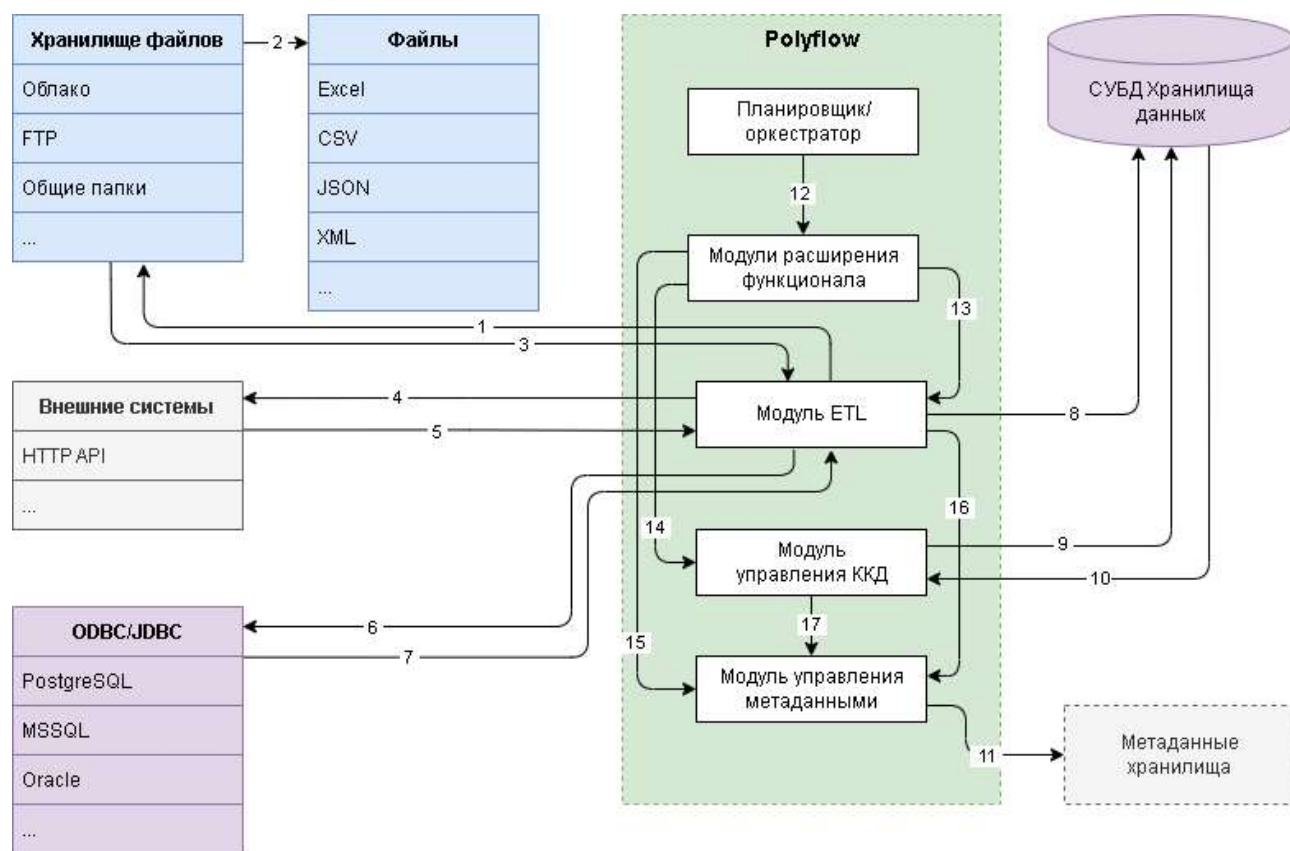 Хранилище файлов
Облако
FTP
Общие папки
...
2
Файлы
Excel
CSV
JSON
XML
...
Polyflow
Планировщик/
оркестратор
12
Модули расширения
функционала
13
СУБД Хранилища
данных
1
3
Внешние системы
HTTP API
...
4
5
Модуль ETL
8
16
14
Модуль
управления ККД
9
10
17
ODBC/JDBC
PostgreSQL
MSSQL
Oracle
...
6
7
15
Модуль управления
метаданными
11
Метаданные
хранилища